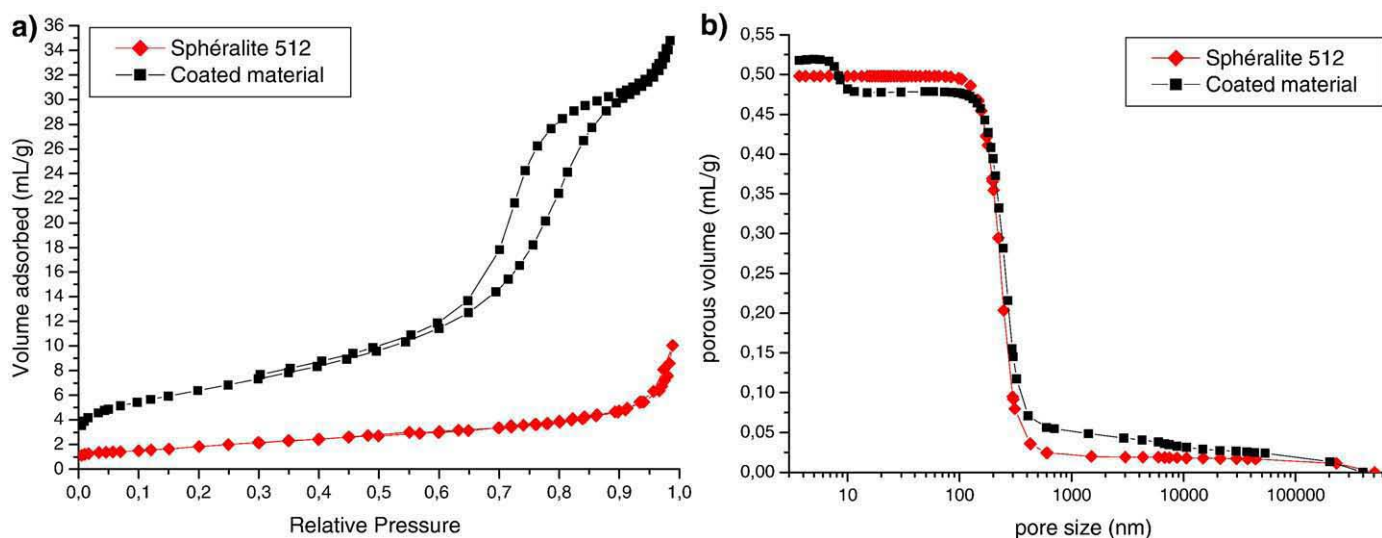 a)
Sphéralite 512
Coated material
Volume adsorbed (mL/g)
36
34
32
30
28
26
24
22
20
18
16
14
12
10
8
6
4
2
0
0,0 0,1 0,2 0,3 0,4 0,5 0,6 0,7 0,8 0,9 1,0
Relative Pressure
b)
Sphéralite 512
Coated material
porous volume (mL/g)
0,55
0,50
0,45
0,40
0,35
0,30
0,25
0,20
0,15
0,10
0,05
0,00
10 100 1000 10000 100000
pore size (nm)